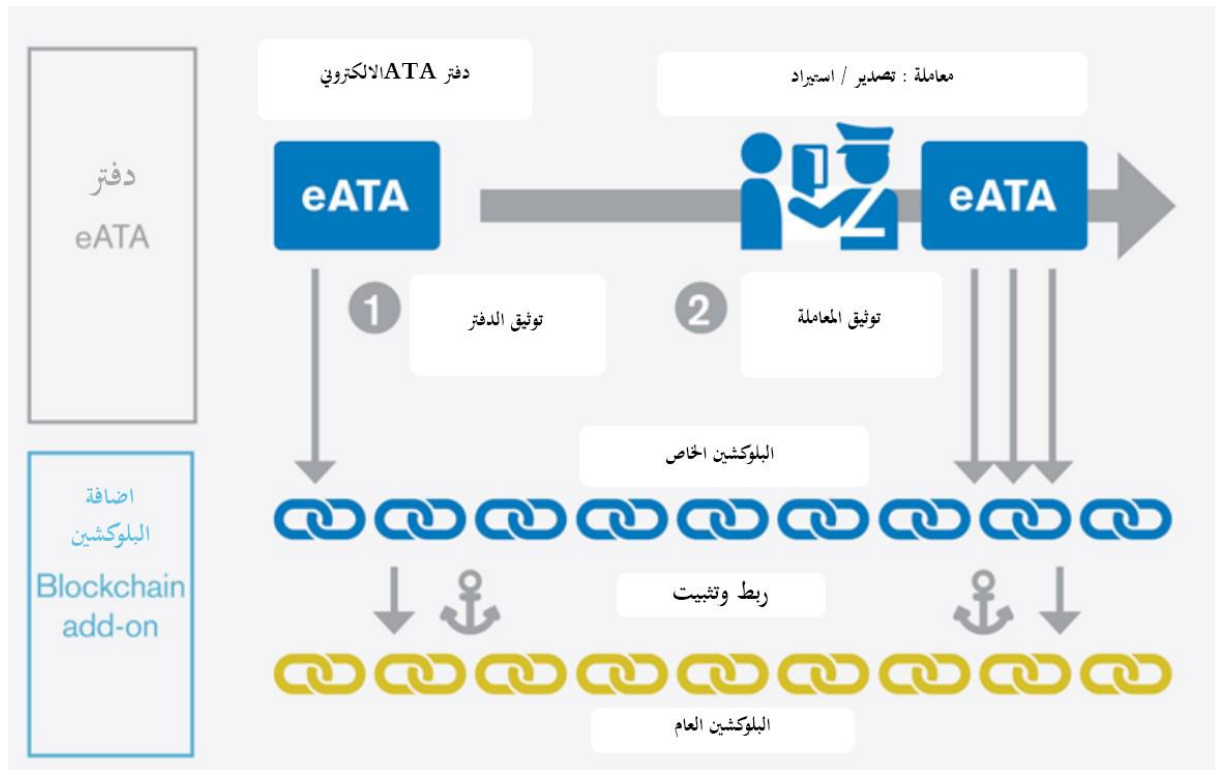 دفتر
eATA
دفتر ATAالالكتروني
معاملة : تصدير / استيراد
eATA
eATA
1
توثيق الدفتر
2
توثيق المعاملة
اضافة
البلوكشين
Blockchain
add-on
البلوكشين الخاص
ربط وتثبيت
البلوكشين العام